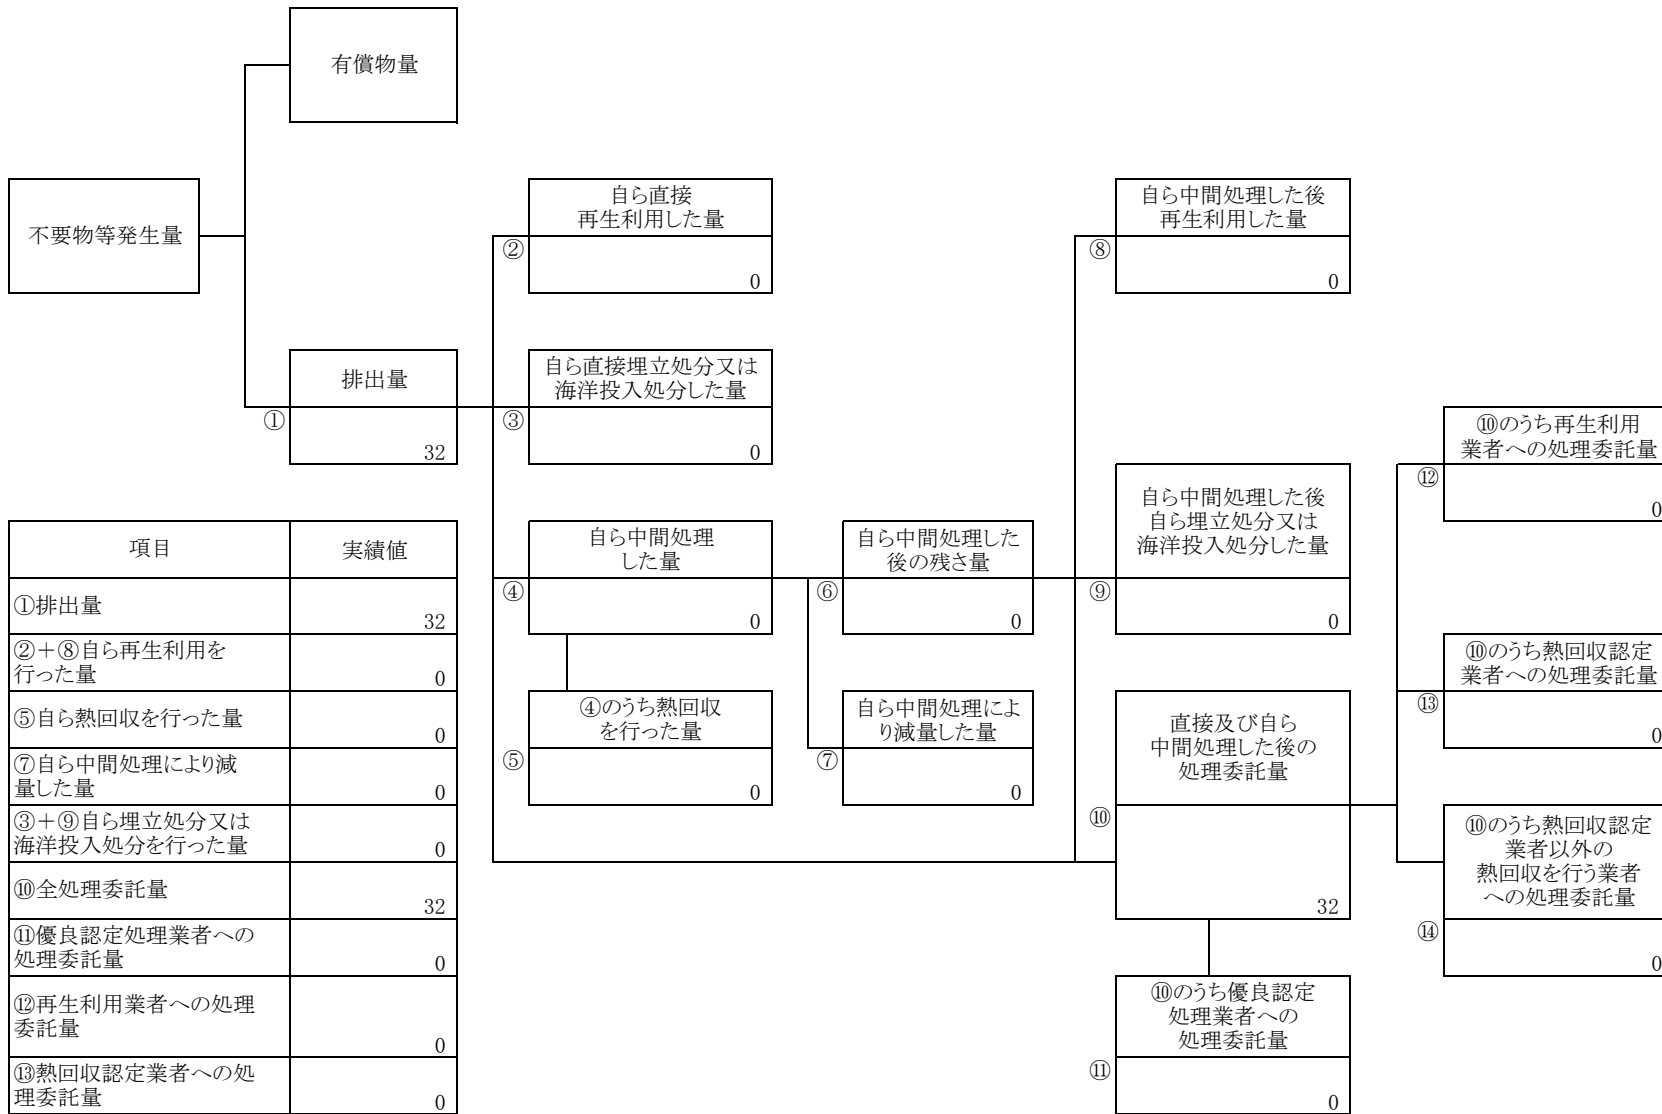 有償物量
不要物等発生量
自ら直接
再生利用した量
②
0
自ら中間処理した後
再生利用した量
⑧
0
排出量
①
32
自ら直接埋立処分又は
海洋投入処分した量
③
0
⑩のうち再生利用
業者への処理委託量
⑫
0
自ら中間処理した後
自ら埋立処分又は
海洋投入処分した量
⑨
0
自ら中間処理
した量
④
0
自ら中間処理した
後の残さ量
⑥
0
⑩のうち熱回収認定
業者への処理委託量
⑬
0
④のうち熱回収
を行った量
⑤
0
自ら中間処理によ
り減量した量
⑦
0
直接及び自ら
中間処理した後の
処理委託量
⑩
32
⑩のうち熱回収認定
業者以外の
熱回収を行う業者
への処理委託量
⑭
0
⑩のうち優良認定
処理業者への
処理委託量
⑪
0
項目 実績値
①排出量 32
②+⑧自ら再生利用を
行った量 0
⑤自ら熱回収を行った量 0
⑦自ら中間処理により減
量した量 0
③+⑨自ら埋立処分又は
海洋投入処分を行った量 0
⑩全処理委託量 32
⑪優良認定処理業者への
処理委託量 0
⑫再生利用業者への処理
委託量 0
⑬熱回収認定業者への処
理委託量 0